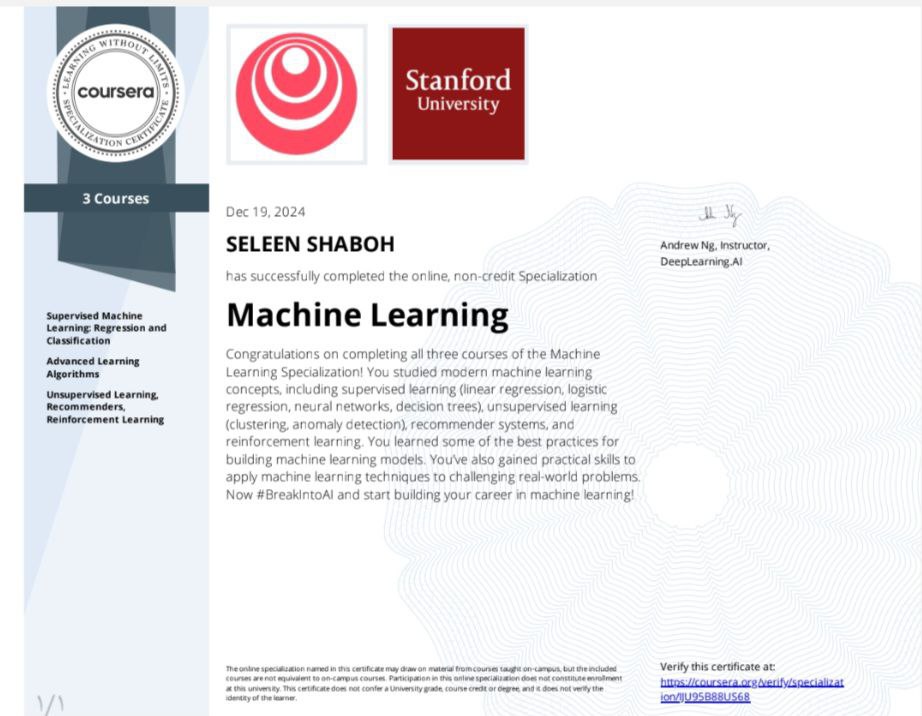 LEARNING WITHOUT LIMITS
coursera
SPECIALIZATION CERTIFICATE
3 Courses
Supervised Machine
Learning: Regression and
Classification
Advanced Learning
Algorithms
Unsupervised Learning,
Recommenders,
Reinforcement Learning
Stanford
University
Dec 19, 2024
SELEEN SHABOH
has successfully completed the online, non-credit Specialization
Machine Learning
Congratulations on completing all three courses of the Machine
Learning Specialization! You studied modern machine learning
concepts, including supervised learning (linear regression, logistic
regression, neural networks, decision trees), unsupervised learning
(clustering, anomaly detection), recommender systems, and
reinforcement learning. You learned some of the best practices for
building machine learning models. You've also gained practical skills to
apply machine learning techniques to challenging real-world problems.
Now #BreakIntoAI and start building your career in machine learning!
Andrew Ng, Instructor,
DeepLearning.AI
The online specialization named in this certificate may draw on material from courses taught on-campus, but the included
courses are not equivalent to on-campus courses. Participation in this online specialization does not constitute enrollment
at this university. This certificate does not confer a University grade, course credit or degree, and it does not verify the
identity of the learner.
Verify this certificate at:
https://coursera.org/verify/specializat
ion/IJU95B88US68
1/1